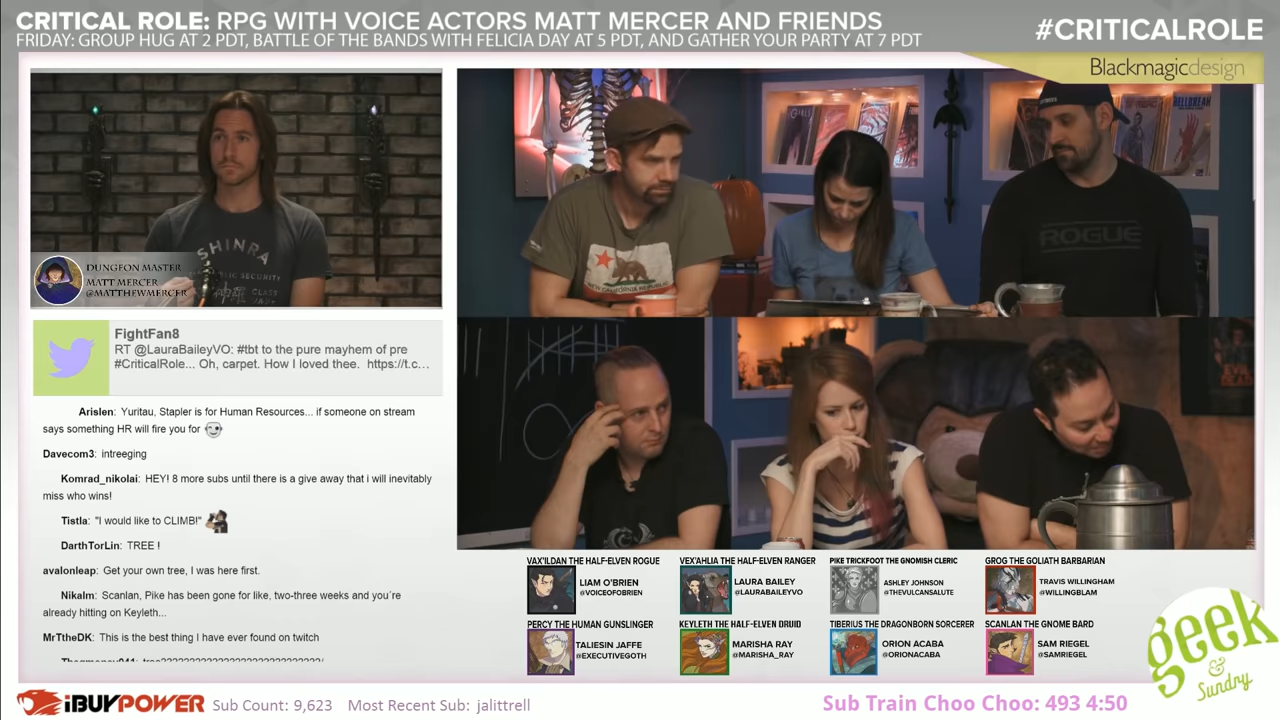 CRITICAL ROLE: RPG WITH VOICE ACTORS MATT MERCER AND FRIENDS
FRIDAY: GROUP HUG AT 2 PDT, BATTLE OF THE BANDS WITH FELICIA DAY AT 5 PDT, AND GATHER YOUR PARTY AT 7 PDT
#CRITICALROLE
Blackmagicdesign
SHINRA
CLASS
DUNGEON MASTER
MATT MERCER
@MATTHEWMERCER
HELLBREAK
ROGUE
NEW CALIFORNIA REPUBLIC
FightFan8
RT @LauraBaileyVO: #tbt to the pure mayhem of pre
#CriticalRole... Oh, carpet. How I loved thee. https://t.c...
Arislen: Yuritau, Stapler is for Human Resources... if someone on stream
says something HR will fire you for
Davecom3: intreeging
Komrad_nikolai: HEY! 8 more subs until there is a give away that i will inevitably
miss who wins!
Tistla: "I would like to CLIMB!"
DarthTorLin: TREE !
avalonleap: Get your own tree, I was here first.
Nikalm: Scanlan, Pike has been gone for like, two-three weeks and you´re
already hitting on Keyleth...
MrTtheDK: This is the best thing I have ever found on twitch
VAX'ILDAN THE HALF-ELVEN ROGUE
LIAM O'BRIEN
@VOICEOFOBRIEN
VEX'AHLIA THE HALF-ELVEN RANGER
LAURA BAILEY
@LAURABAILEYVO
PIKE TRICKFOOT THE GNOMISH CLERIC
ASHLEY JOHNSON
@THEVULCANSALUTE
GROG THE GOLIATH BARBARIAN
TRAVIS WILLINGHAM
@WILLINGBLAM
PERCY THE HUMAN GUNSLINGER
TALIESIN JAFFE
@EXECUTIVEGOTH
KEYLETH THE HALF-ELVEN DRUID
MARISHA RAY
@MARISHA_RAY
TIBERIUS THE DRAGONBORN SORCERER
ORION ACABA
@ORIONACABA
SCANLAN THE GNOME BARD
SAM RIEGEL
@SAMRIEGEL
geek
&
Sundry
iBUYPOWER
Sub Count: 9,623 Most Recent Sub: jalittrell
Sub Train Choo Choo: 493 4:50